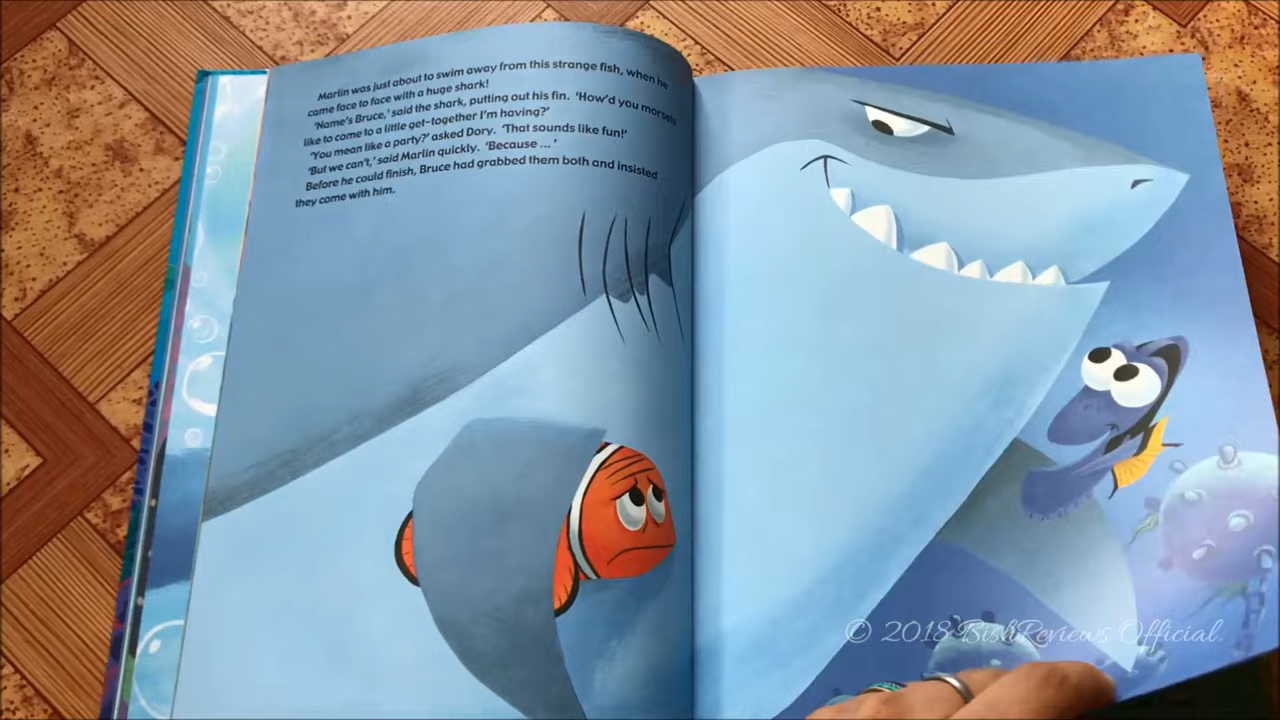 Marlin was just about to swim away from this strange fish, when he
came face to face with a huge shark!
'Name's Bruce,' said the shark, putting out his fin. 'How'd you morsels
like to come to a little get-together I'm having?'
'You mean like a party?' asked Dory. 'That sounds like fun!'
'But we can't,' said Marlin quickly. 'Because ... '
Before he could finish, Bruce had grabbed them both and insisted
they come with him.
© 2018 BishReviews Official.